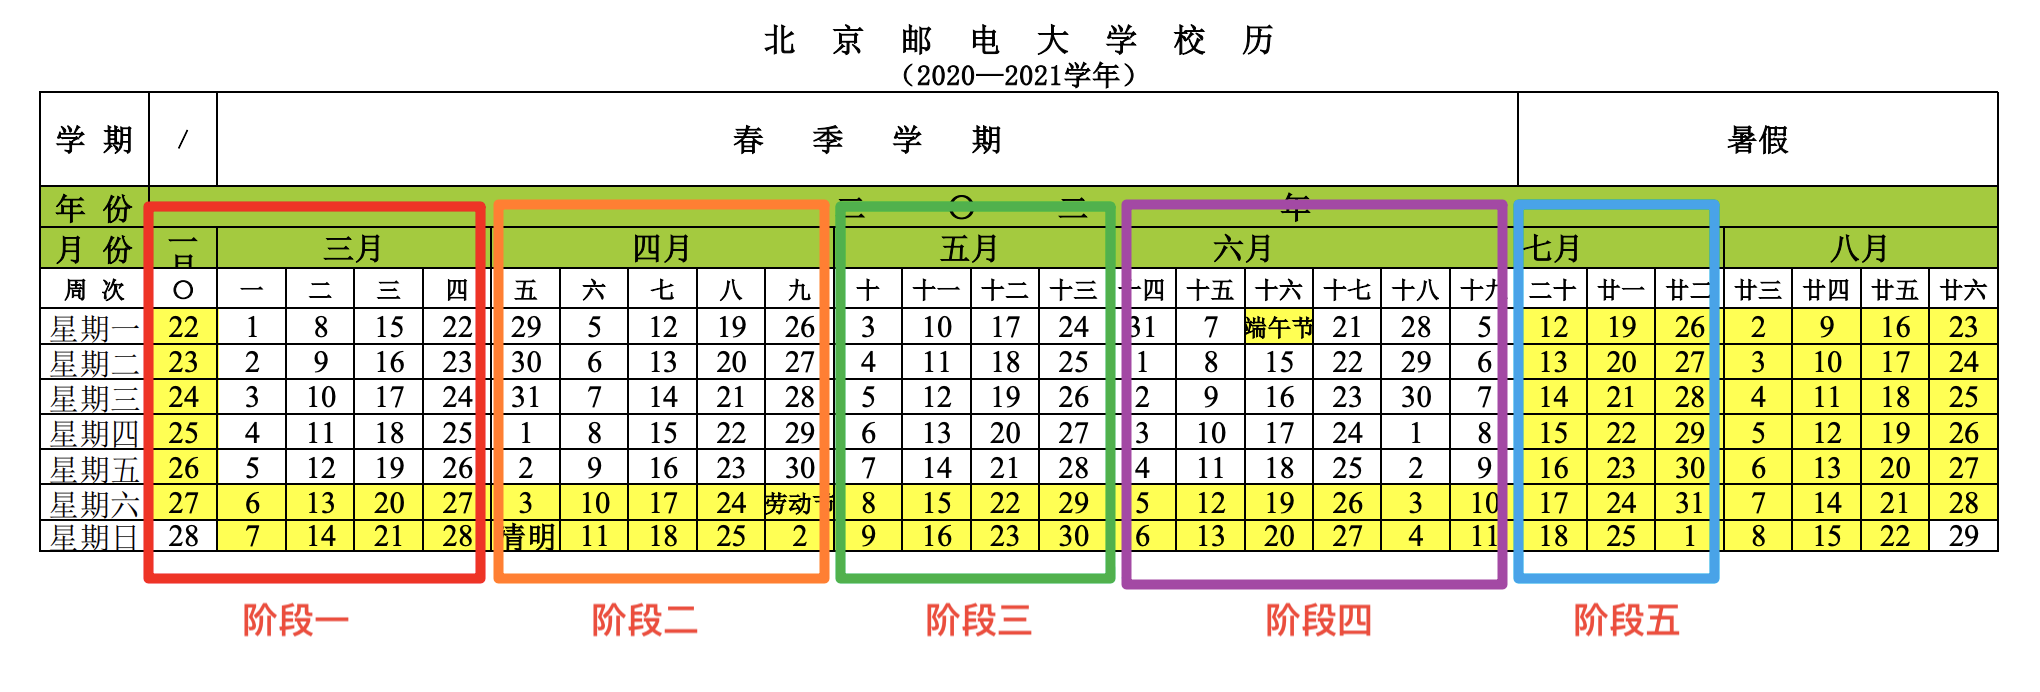 北京邮电大学校历
（2020—2021学年）
学期 / 春季学期 暑假
年份 二〇二 年
月份 二月 三月 四月 五月 六月 七月 八月
周次 〇 一 二 三 四 五 六 七 八 九 十 十一 十二 十三 十四 十五 十六 十七 十八 十九 二十 廿一 廿二 廿三 廿四 廿五 廿六
星期一 22 1 8 15 22 29 5 12 19 26 3 10 17 24 31 7 端午节 21 28 5 12 19 26 2 9 16 23
星期二 23 2 9 16 23 30 6 13 20 27 4 11 18 25 1 8 15 22 29 6 13 20 27 3 10 17 24
星期三 24 3 10 17 24 31 7 14 21 28 5 12 19 26 2 9 16 23 30 7 14 21 28 4 11 18 25
星期四 25 4 11 18 25 1 8 15 22 29 6 13 20 27 3 10 17 24 1 8 15 22 29 5 12 19 26
星期五 26 5 12 19 26 2 9 16 23 30 7 14 21 28 4 11 18 25 2 9 16 23 30 6 13 20 27
星期六 27 6 13 20 27 3 10 17 24 劳动节 8 15 22 29 5 12 19 26 3 10 17 24 31 7 14 21 28
星期日 28 7 14 21 28 清明 11 18 25 2 9 16 23 30 6 13 20 27 4 11 18 25 1 8 15 22 29
阶段一 阶段二 阶段三 阶段四 阶段五